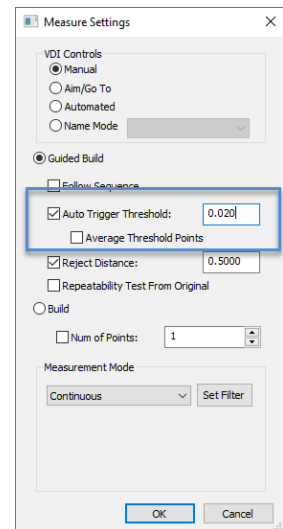 Measure Settings
VDI Controls
Manual
Aim/Go To
Automated
Name Mode
Guided Build
Follow Sequence
Auto Trigger Threshold: 0.020
Average Threshold Points
Reject Distance: 0.5000
Repeatability Test From Original
Build
Num of Points: 1
Measurement Mode
Continuous Set Filter
OK Cancel